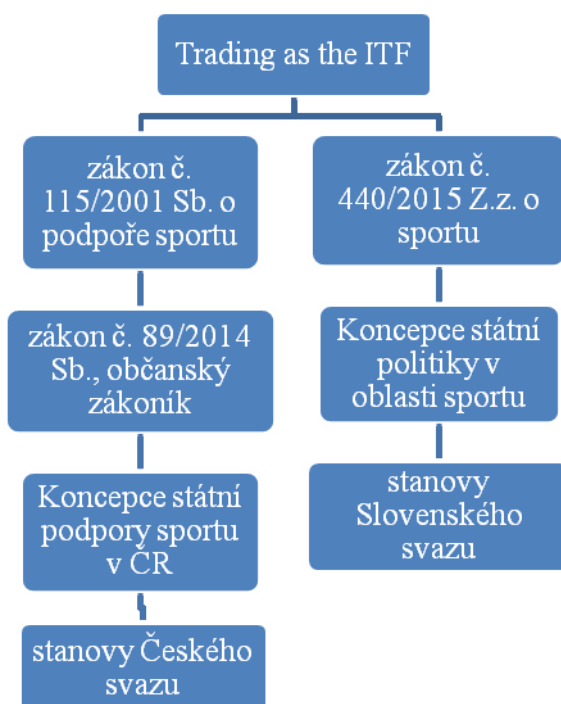 Trading as the ITF
zákon č.
115/2001 Sb. o
podpoře sportu
zákon č. 89/2014
Sb., občanský
zákoník
Koncepce státní
podpory sportu
v ČR
stanovy Českého
svazu
zákon č.
440/2015 Z.z. o
sportu
Koncepce státní
politiky v
oblasti sportu
stanovy
Slovenského
svazu